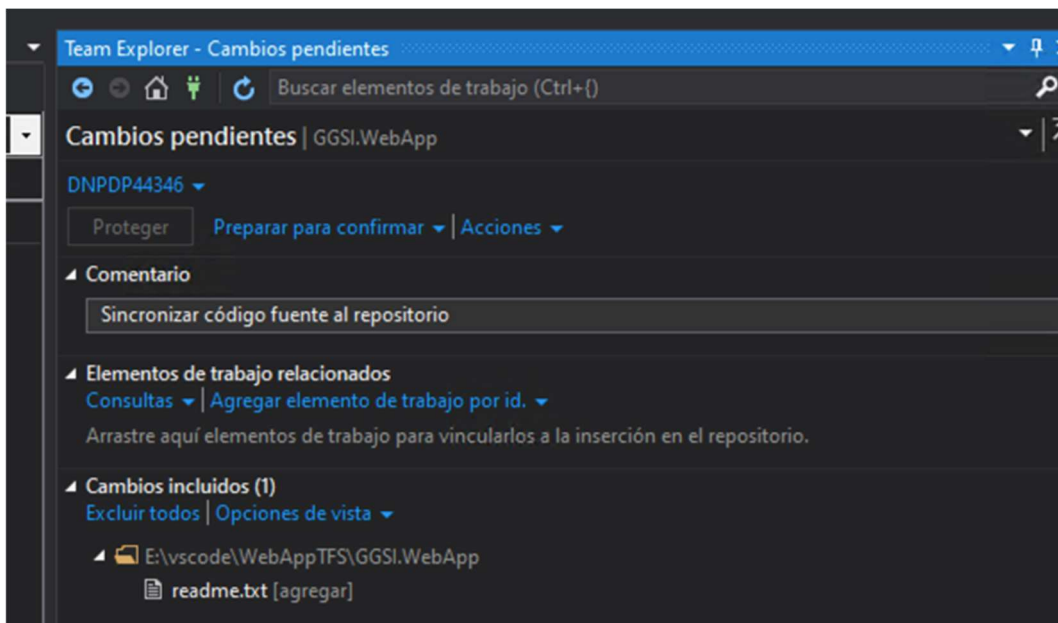 Team Explorer - Cambios pendientes
Buscar elementos de trabajo (Ctrl+{)
Cambios pendientes | GGSI.WebApp
DNPDP44346
Proteger Preparar para confirmar | Acciones
Comentario
Sincronizar código fuente al repositorio
Elementos de trabajo relacionados
Consultas | Agregar elemento de trabajo por id.
Arrastre aquí elementos de trabajo para vincularlos a la inserción en el repositorio.
Cambios incluidos (1)
Excluir todos | Opciones de vista
E:\vscode\WebAppTFS\GGSI.WebApp
readme.txt [agregar]